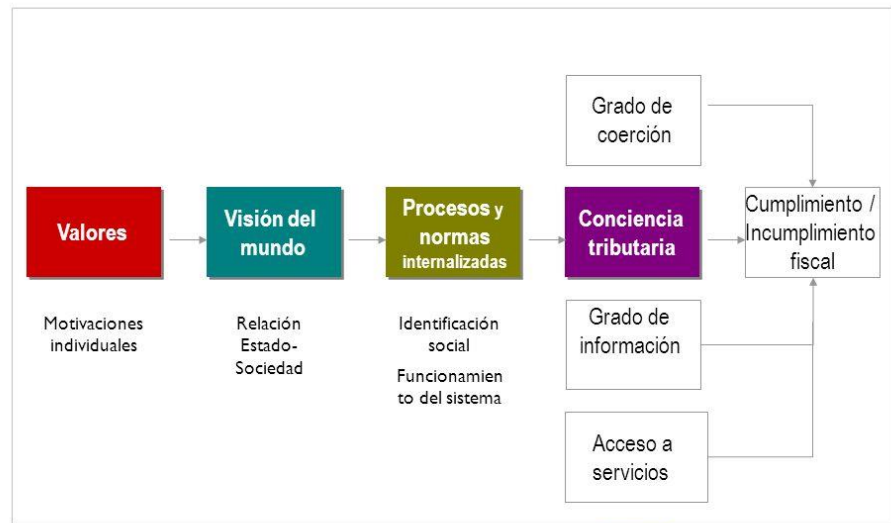 Grado de
coerción
Valores
Visión del
mundo
Procesos y
normas
internalizadas
Conciencia
tributaria
Cumplimiento /
Incumplimiento
fiscal
Motivaciones
individuales
Relación
Estado-
Sociedad
Identificación
social
Funcionamien
to del sistema
Grado de
información
Acceso a
servicios